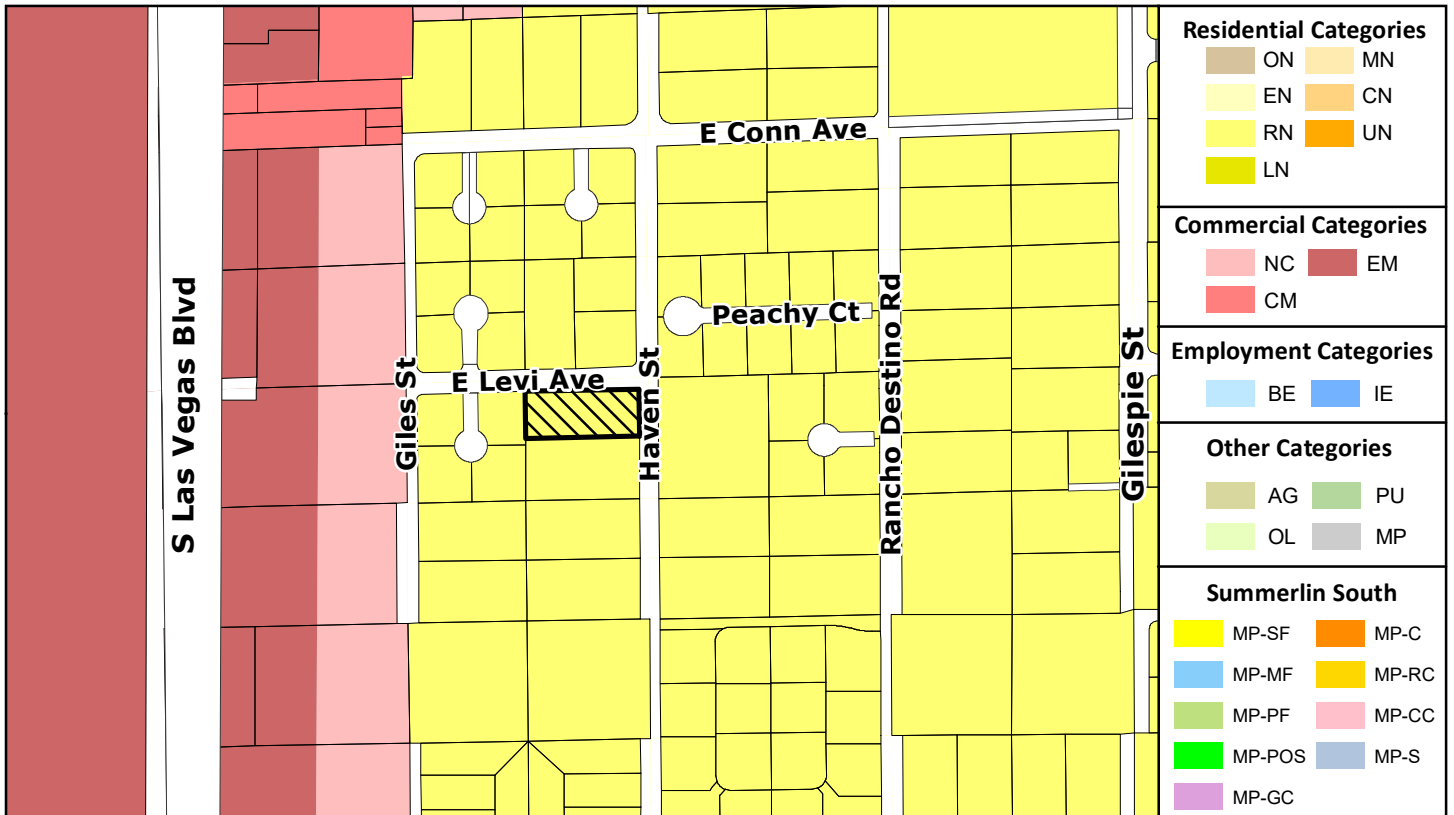 E Conn Ave
Peachy Ct
E Levi Ave
S Las Vegas Blvd
Giles St
Haven St
Rancho Destino Rd
Gilespie St
Residential Categories
ON MN
EN CN
RN UN
LN
Commercial Categories
NC EM
CM
Employment Categories
BE IE
Other Categories
AG PU
OL MP
Summerlin South
MP-SF MP-C
MP-MF MP-RC
MP-PF MP-CC
MP-POS MP-S
MP-GC